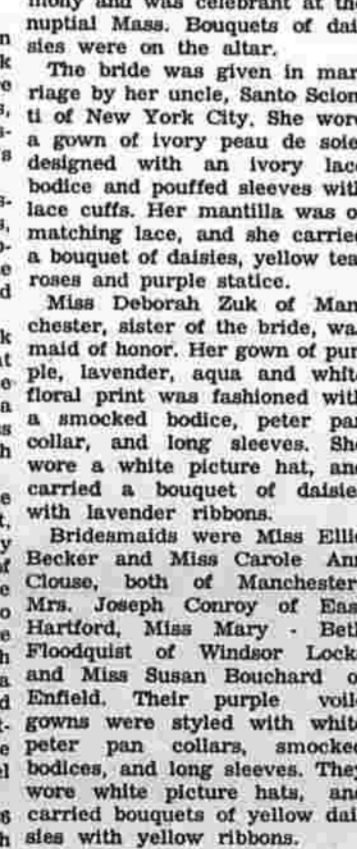 mony and was celebrant at the
nuptial Mass. Bouquets of dai
sies were on the altar.
The bride was given in mar
riage by her uncle, Santo Scion
ti of New York City. She wore
a gown of ivory peau de soie
designed with an ivory lace
bodice and pouffed sleeves with
lace cuffs. Her mantilla was o
matching lace, and she carried
a bouquet of daisies, yellow tea
roses and purple statice.
Miss Deborah Zuk of Man
chester, sister of the bride, wa
maid of honor. Her gown of pur
ple, lavender, aqua and white
floral print was fashioned with
a smocked bodice, peter pan
collar, and long sleeves. She
wore a white picture hat, and
carried a bouquet of daisie
with lavender ribbons.
Bridesmaids were Miss Ellie
Becker and Miss Carole Ann
Clouse, both of Manchester
Mrs. Joseph Conroy of Eas
Hartford, Miss Mary - Beth
Floodquist of Windsor Lock
and Miss Susan Bouchard o
Enfield. Their purple voile
gowns were styled with white
peter pan collars, smocked
bodices, and long sleeves. They
wore white picture hats, and
carried bouquets of yellow dai
sies with yellow ribbons.